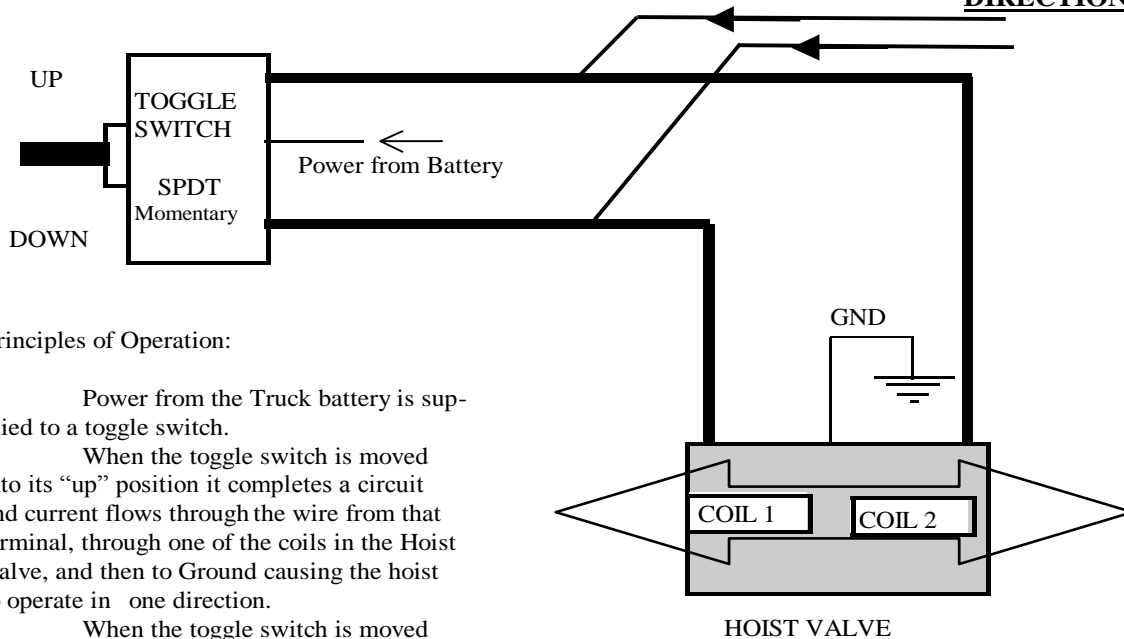 DIRECTION
UP
TOGGLE
SWITCH
Power from Battery
SPDT
Momentary
DOWN
GND
rinciples of Operation:
Power from the Truck battery is sup-
ied to a toggle switch.
When the toggle switch is moved
to its “up” position it completes a circuit
nd current flows through the wire from that
rminal, through one of the coils in the Hoist
alve, and then to Ground causing the hoist
operate in one direction.
When the toggle switch is moved
COIL 1
COIL 2
HOIST VALVE